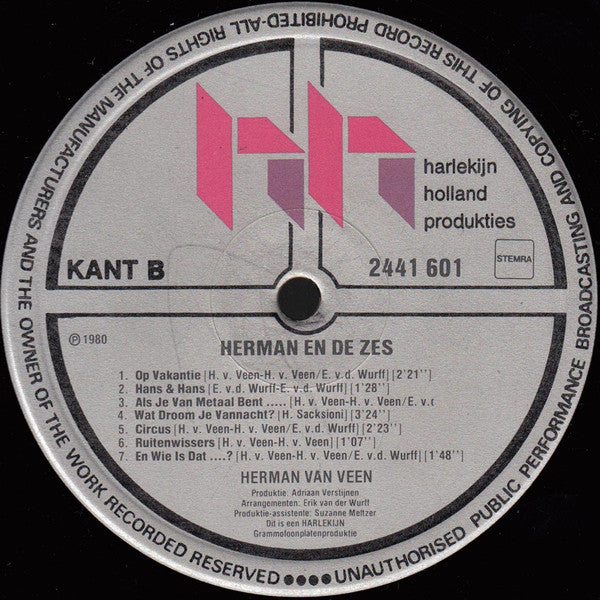 harlekijn
holland
produkties
KANT B
2441 601
STEMRA
℗ 1980
HERMAN EN DE ZES
1. Op Vakantie [H. v. Veen-H. v. Veen/E. v.d. Wurff] [2'21'']
2. Hans & Hans [E. v.d. Wurff-E. v.d. Wurff] [1'28'']
3. Als Je Van Metaal Bent ..... [H. v. Veen-H. v. Veen/E. v.
4. Wat Droom Je Vannacht? [H. Sacksioni] [3'24'']
5. Circus [H. v. Veen-H. v. Veen/E. v.d. Wurff] [2'23'']
6. Ruitenwissers [H. v. Veen-H. v. Veen] [1'07'']
7. En Wie Is Dat ....? [H. v. Veen-H. v. Veen/E. v.d. Wurff] [1'48'']
HERMAN VAN VEEN
Produktie: Adriaan Verstijnen
Arrangementen: Erik van der Wurff
Produktie-assistente: Suzanne Meltzer
Dit is een HARLEKIJN
Grammofoonplatenproduktie
ALL RIGHTS OF THE MANUFACTURERS AND THE OWNER OF THE WORK RECORDED RESERVED ●●●● UNAUTHORISED PUBLIC PERFORMANCE BROADCASTING AND COPYING OF THIS RECORD PROHIBITED-